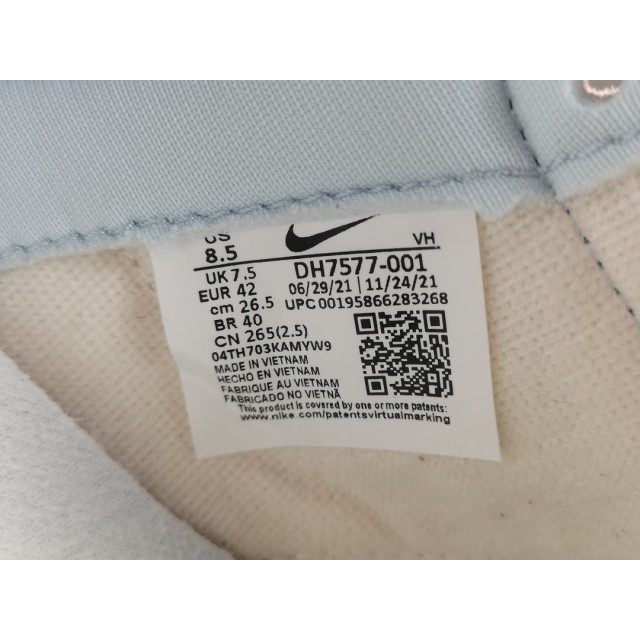 US
8.5
VH
UK 7.5
DH7577-001
EUR 42
06/29/21 | 11/24/21
cm 26.5
UPC 00195866283268
BR 40
CN 265(2.5)
04TH703KAMYW9
MADE IN VIETNAM
HECHO EN VIETNAM
FABRIQUE AU VIETNAM
FABRICADO NO VIETNÃ
This product is covered by one or more patents:
www.nike.com/patentsvirtualmarking